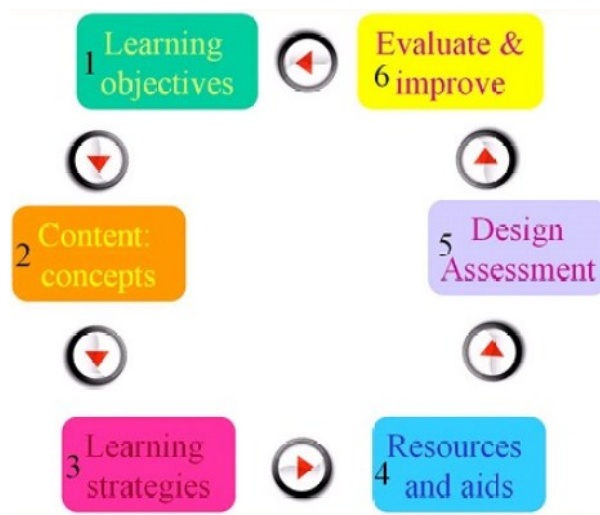 1 Learning
objectives
2 Content:
concepts
3 Learning
strategies
4 Resources
and aids
5 Design
Assessment
6 Evaluate &
improve